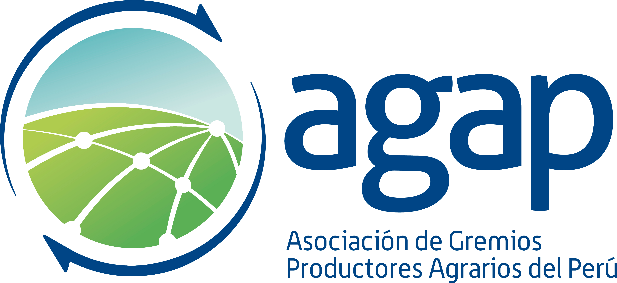 agap
Asociación de Gremios
Productores Agrarios del Perú